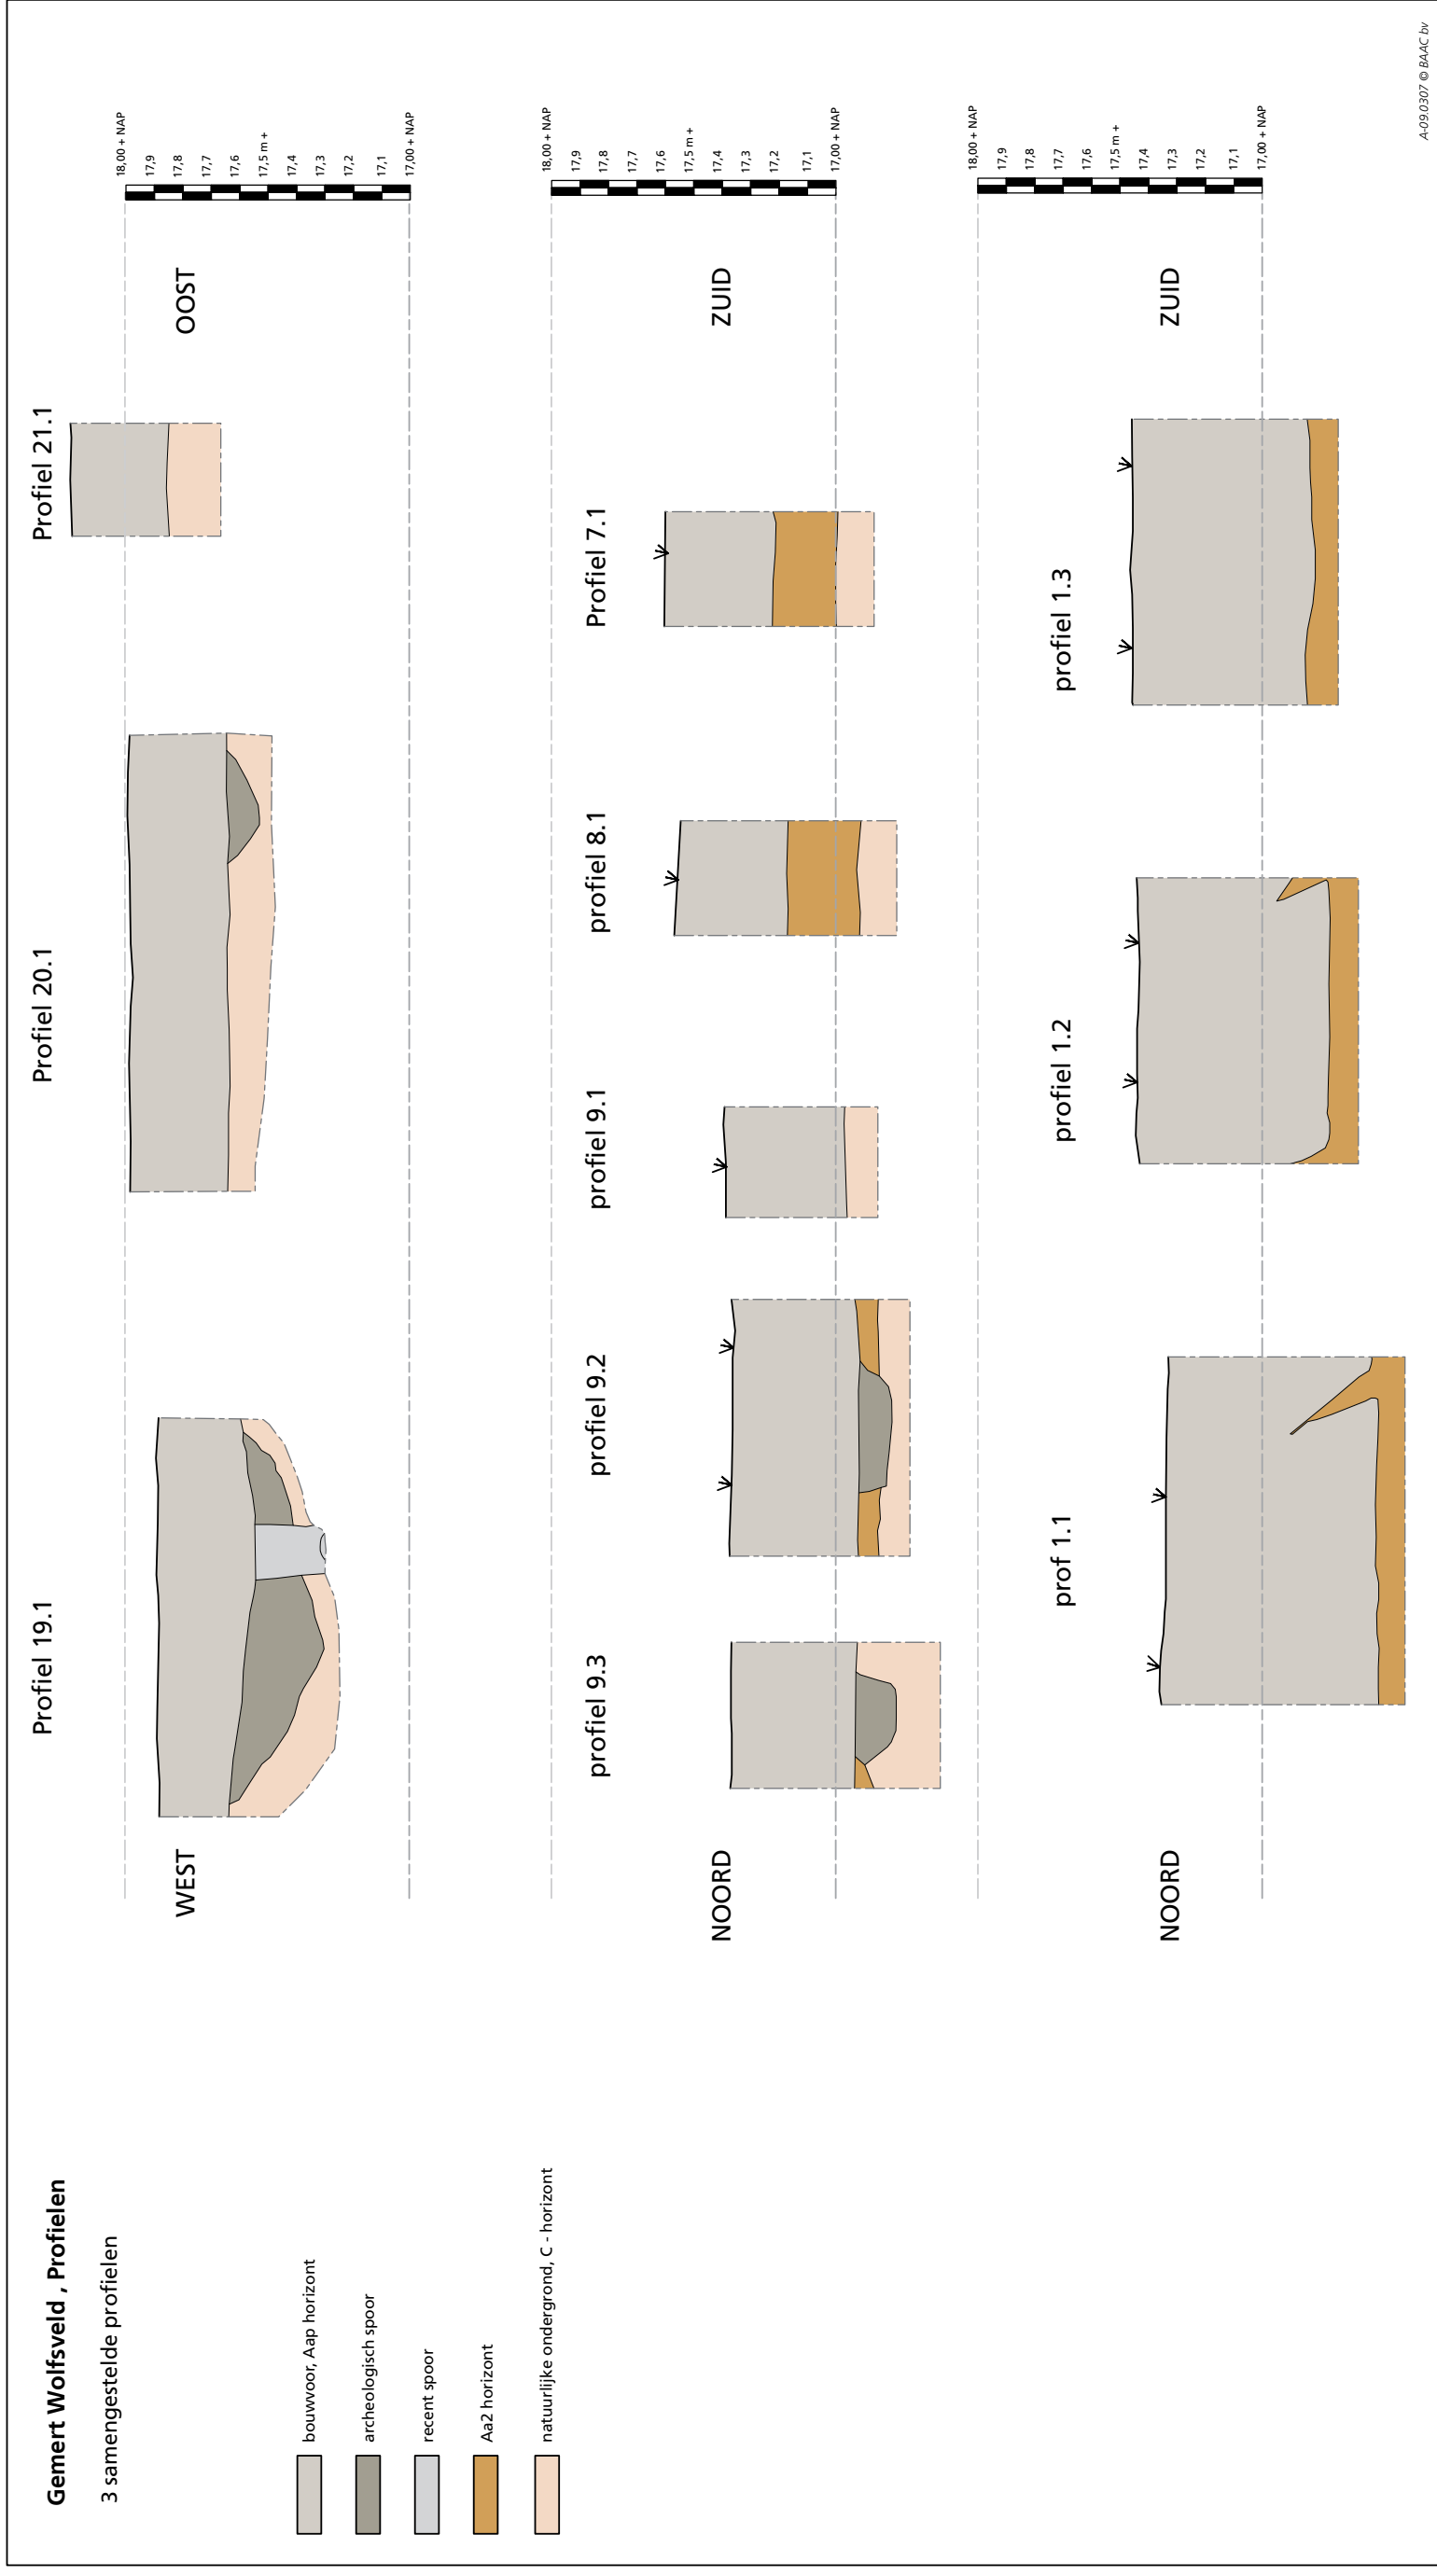 Gemert Wolfsveld , Profielen
3 samengestelde profielen
bouwvoor, Aap horizont
archeologisch spoor
recent spoor
Aa2 horizont
natuurlijke ondergrond, C - horizont
Profiel 19.1
Profiel 20.1
Profiel 21.1
WEST
OOST
18,00 + NAP
17,9
17,8
17,7
17,6
17,5 m +
17,4
17,3
17,2
17,1
17,00 + NAP
profiel 9.3
profiel 9.2
profiel 9.1
profiel 8.1
Profiel 7.1
NOORD
ZUID
18,00 + NAP
17,9
17,8
17,7
17,6
17,5 m +
17,4
17,3
17,2
17,1
17,00 + NAP
prof 1.1
profiel 1.2
profiel 1.3
NOORD
ZUID
18,00 + NAP
17,9
17,8
17,7
17,6
17,5 m +
17,4
17,3
17,2
17,1
17,00 + NAP
A-09.0307 © BAAC bv